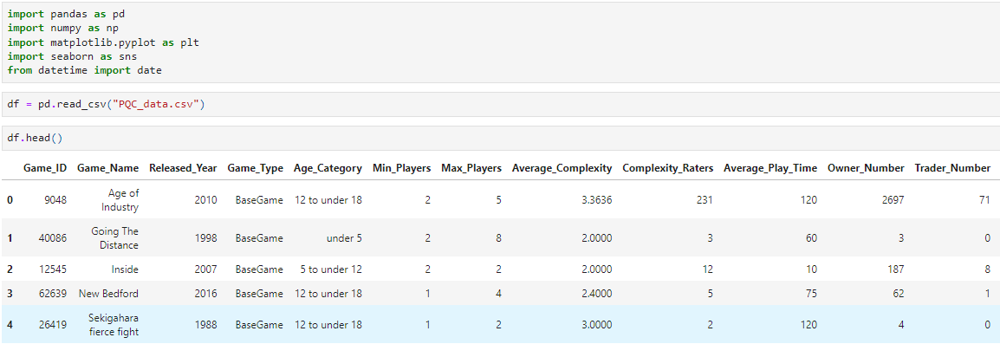 import pandas as pd
import numpy as np
import matplotlib.pyplot as plt
import seaborn as sns
from datetime import date
df = pd.read_csv("PQC_data.csv")
df.head()
Game_ID Game_Name Released_Year Game_Type Age_Category Min_Players Max_Players Average_Complexity Complexity_Raters Average_Play_Time Owner_Number Trader_Number
0 9048 Age of Industry 2010 BaseGame 12 to under 18 2 5 3.3636 231 120 2697 71
1 40086 Going The Distance 1998 BaseGame under 5 2 8 2.0000 3 60 3 0
2 12545 Inside 2007 BaseGame 5 to under 12 2 2 2.0000 12 10 187 8
3 62639 New Bedford 2016 BaseGame 12 to under 18 1 4 2.4000 5 75 62 1
4 26419 Sekigahara fierce fight 1988 BaseGame 12 to under 18 1 2 3.0000 2 120 4 0